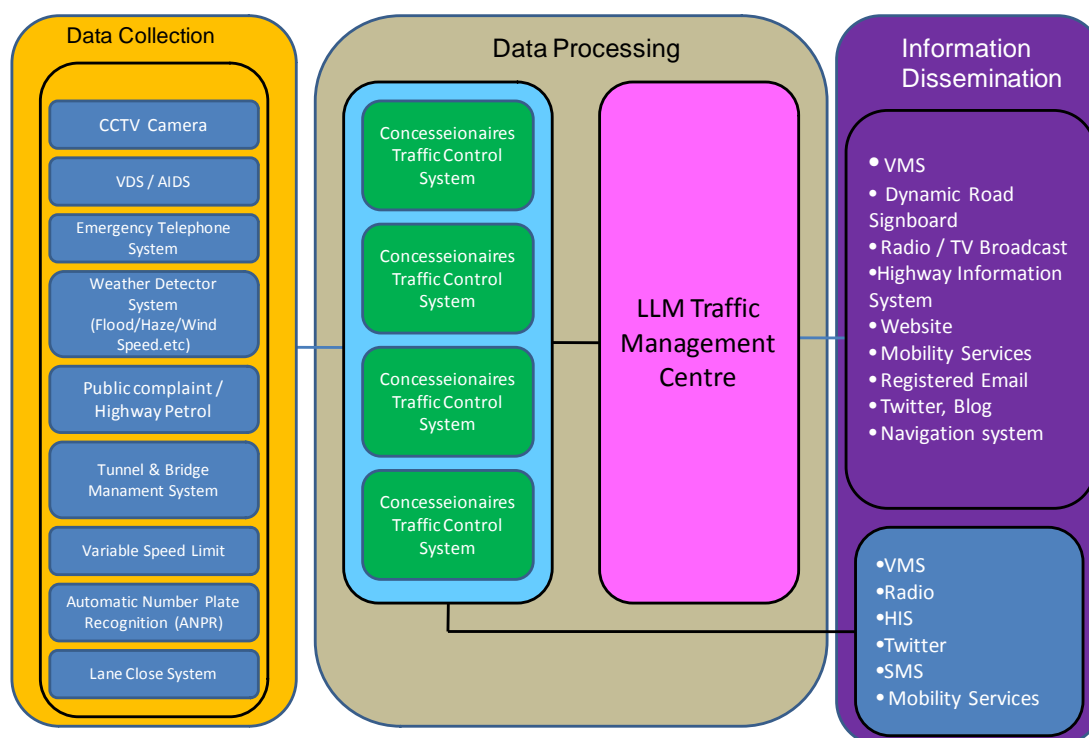 Data Collection
CCTV Camera
VDS / AIDS
Emergency Telephone
System
Weather Detector
System
(Flood/Haze/Wind
Speed.etc)
Public complaint /
Highway Petrol
Tunnel & Bridge
Manament System
Variable Speed Limit
Automatic Number Plate
Recognition (ANPR)
Lane Close System
Data Processing
Concesseionaires
Traffic Control
System
Concesseionaires
Traffic Control
System
Concesseionaires
Traffic Control
System
Concesseionaires
Traffic Control
System
LLM Traffic
Management
Centre
Information
Dissemination
• VMS
• Dynamic Road
Signboard
• Radio / TV Broadcast
•Highway Information
System
• Website
• Mobility Services
• Registered Email
• Twitter, Blog
• Navigation system
•VMS
•Radio
•HIS
•Twitter
•SMS
• Mobility Services